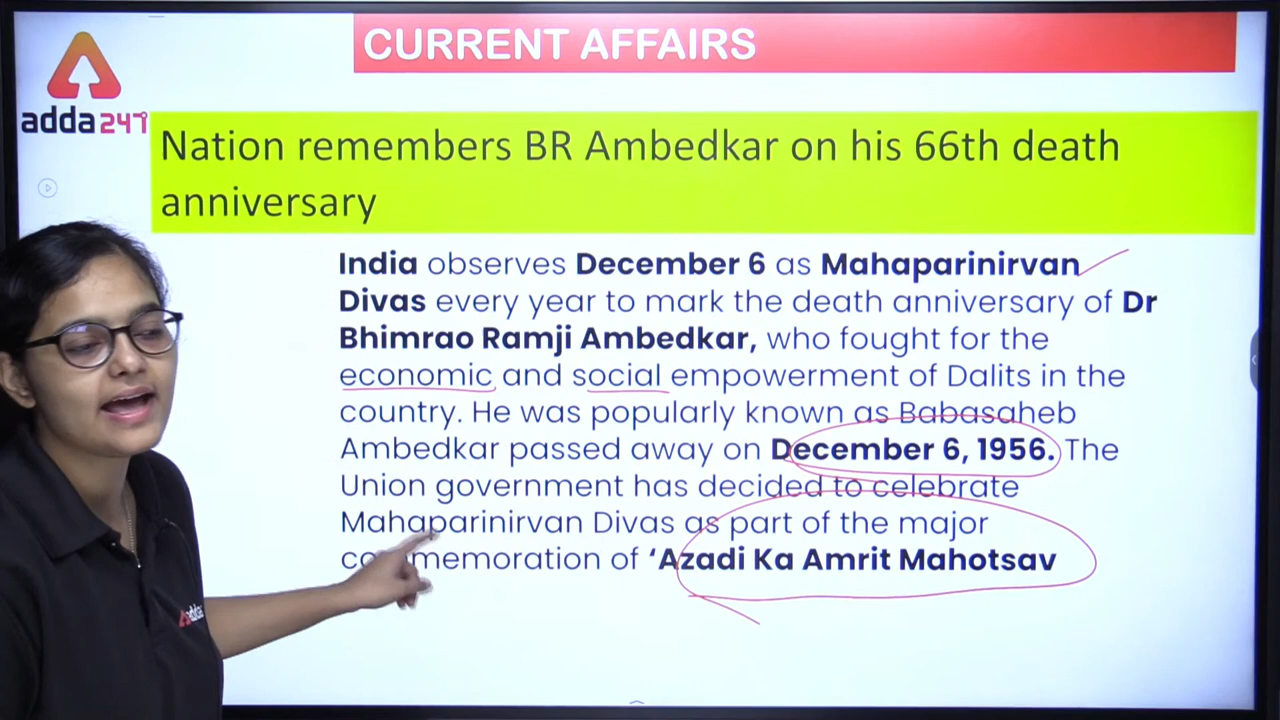 CURRENT AFFAIRS
adda247
Nation remembers BR Ambedkar on his 66th death
anniversary
India observes December 6 as Mahaparinirvan
Divas every year to mark the death anniversary of Dr
Bhimrao Ramji Ambedkar, who fought for the
economic and social empowerment of Dalits in the
country. He was popularly known as Babasaheb
Ambedkar passed away on December 6, 1956. The
Union government has decided to celebrate
Mahaparinirvan Divas as part of the major
commemoration of ‘Azadi Ka Amrit Mahotsav
adda